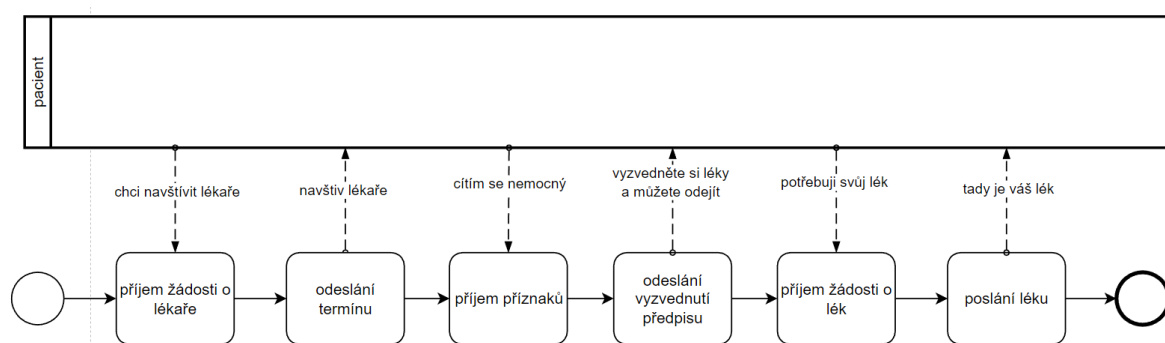 pacient
chci navštívit lékaře
navštiv lékaře
cítím se nemocný
vyzvedněte si léky
a můžete odejít
potřebuji svůj lék
tady je váš lék
příjem žádosti o
lékaře
odeslání
termínu
příjem příznaků
odeslání
vyzvednutí
předpisu
příjem žádosti o
lék
poslání léku